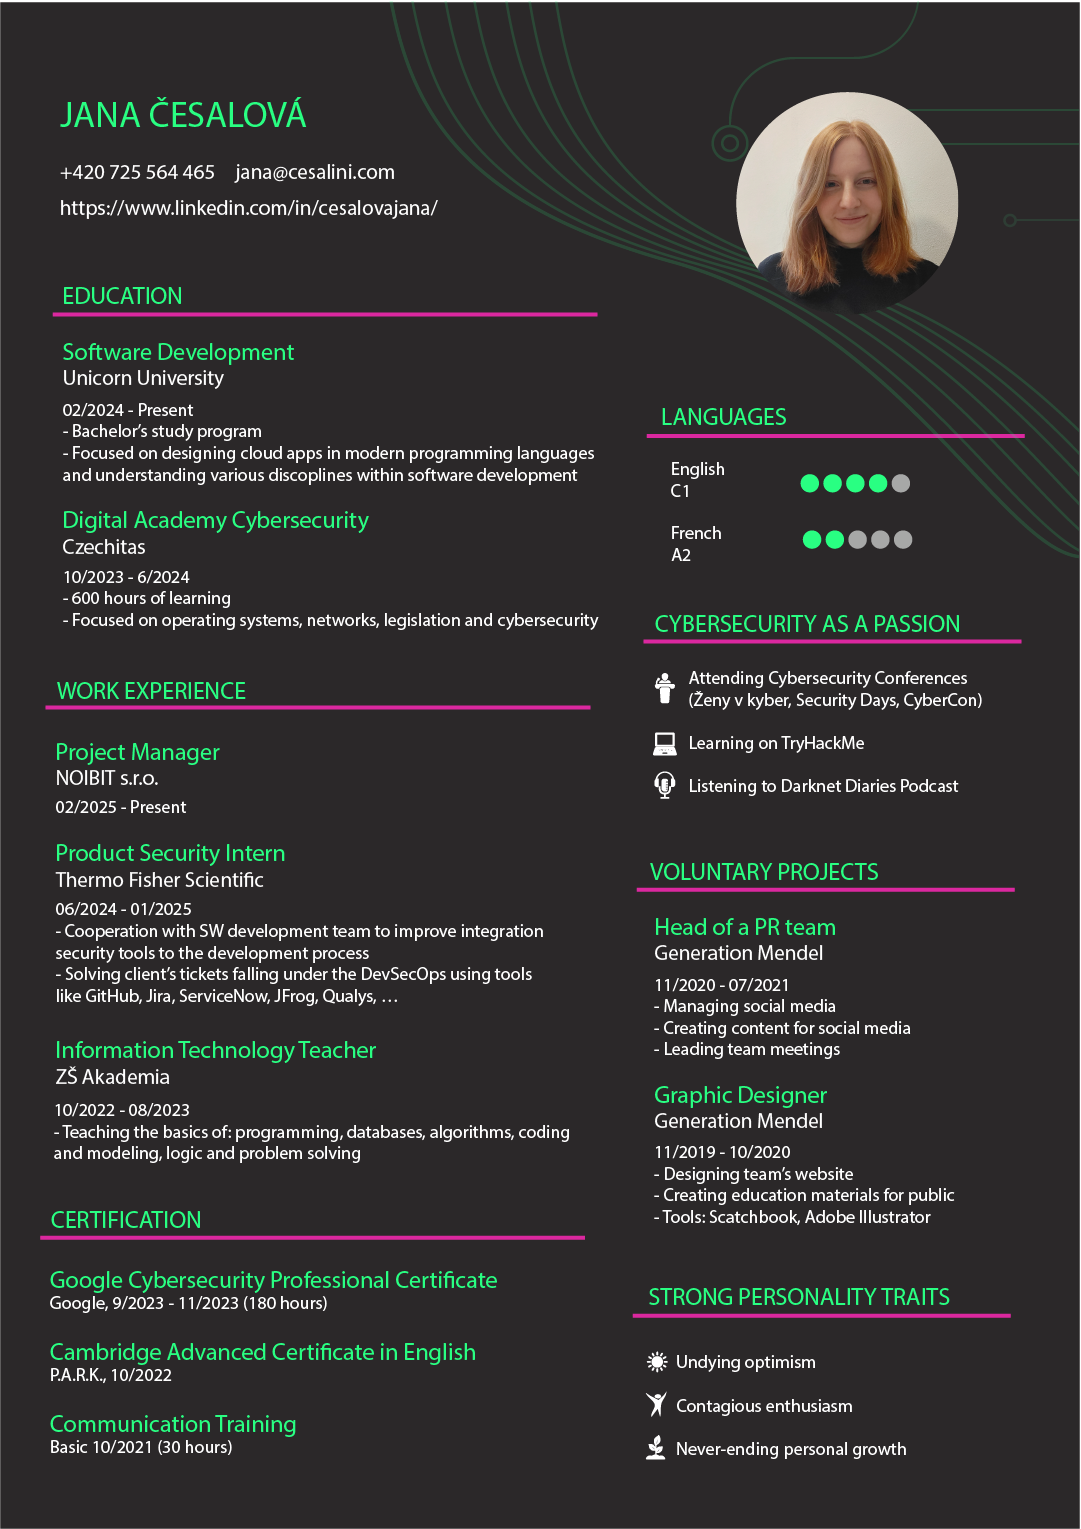 JANA ČESALOVÁ
+420 725 564 465 jana@cesalini.com
https://www.linkedin.com/in/cesalovajana/
EDUCATION
Software Development
Unicorn University
02/2024 - Present
- Bachelor’s study program
- Focused on designing cloud apps in modern programming languages
and understanding various discoplines within software development
Digital Academy Cybersecurity
Czechitas
10/2023 - 6/2024
- 600 hours of learning
- Focused on operating systems, networks, legislation and cybersecurity
WORK EXPERIENCE
Project Manager
NOIBIT s.r.o.
02/2025 - Present
Product Security Intern
Thermo Fisher Scientific
06/2024 - 01/2025
- Cooperation with SW development team to improve integration
security tools to the development process
- Solving client’s tickets falling under the DevSecOps using tools
like GitHub, Jira, ServiceNow, JFrog, Qualys, …
Information Technology Teacher
ZŠ Akademia
10/2022 - 08/2023
- Teaching the basics of: programming, databases, algorithms, coding
and modeling, logic and problem solving
CERTIFICATION
Google Cybersecurity Professional Certificate
Google, 9/2023 - 11/2023 (180 hours)
Cambridge Advanced Certificate in English
P.A.R.K., 10/2022
Communication Training
Basic 10/2021 (30 hours)
LANGUAGES
English
C1
French
A2
CYBERSECURITY AS A PASSION
Attending Cybersecurity Conferences
(Ženy v kyber, Security Days, CyberCon)
Learning on TryHackMe
Listening to Darknet Diaries Podcast
VOLUNTARY PROJECTS
Head of a PR team
Generation Mendel
11/2020 - 07/2021
- Managing social media
- Creating content for social media
- Leading team meetings
Graphic Designer
Generation Mendel
11/2019 - 10/2020
- Designing team’s website
- Creating education materials for public
- Tools: Scatchbook, Adobe Illustrator
STRONG PERSONALITY TRAITS
Undying optimism
Contagious enthusiasm
Never-ending personal growth